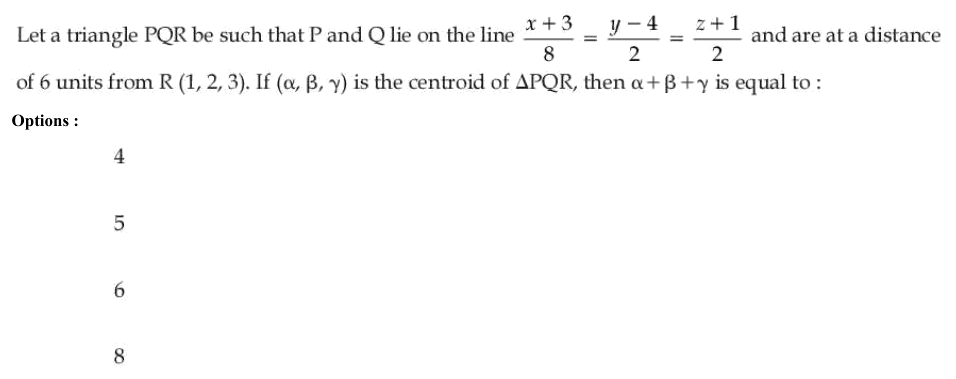 Let a triangle PQR be such that P and Q lie on the line (x + 3)/8 = (y − 4)/2 = (z + 1)/2 and are at a distance
of 6 units from R (1, 2, 3). If (α, β, γ) is the centroid of ΔPQR, then α+β+γ is equal to :
Options :
4
5
6
8